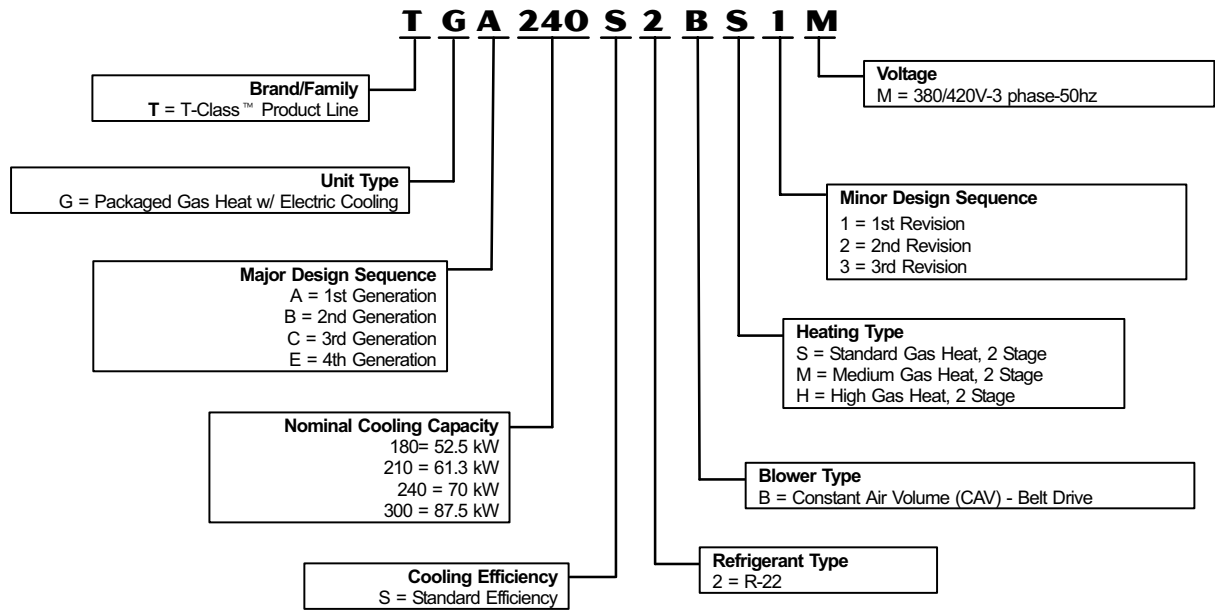 T G A 240 S 2 B S 1 M
Brand/Family
T = T-Class™ Product Line
Unit Type
G = Packaged Gas Heat w/ Electric Cooling
Major Design Sequence
A = 1st Generation
B = 2nd Generation
C = 3rd Generation
E = 4th Generation
Nominal Cooling Capacity
180= 52.5 kW
210 = 61.3 kW
240 = 70 kW
300 = 87.5 kW
Cooling Efficiency
S = Standard Efficiency
Voltage
M = 380/420V-3 phase-50hz
Minor Design Sequence
1 = 1st Revision
2 = 2nd Revision
3 = 3rd Revision
Heating Type
S = Standard Gas Heat, 2 Stage
M = Medium Gas Heat, 2 Stage
H = High Gas Heat, 2 Stage
Blower Type
B = Constant Air Volume (CAV) - Belt Drive
Refrigerant Type
2 = R-22